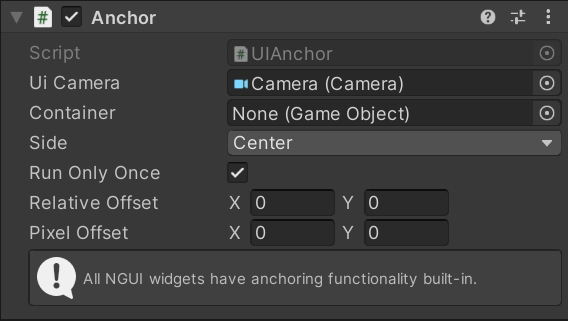 Anchor
Script UIAnchor
Ui Camera Camera (Camera)
Container None (Game Object)
Side Center
Run Only Once
Relative Offset X 0 Y 0
Pixel Offset X 0 Y 0
All NGUI widgets have anchoring functionality built-in.